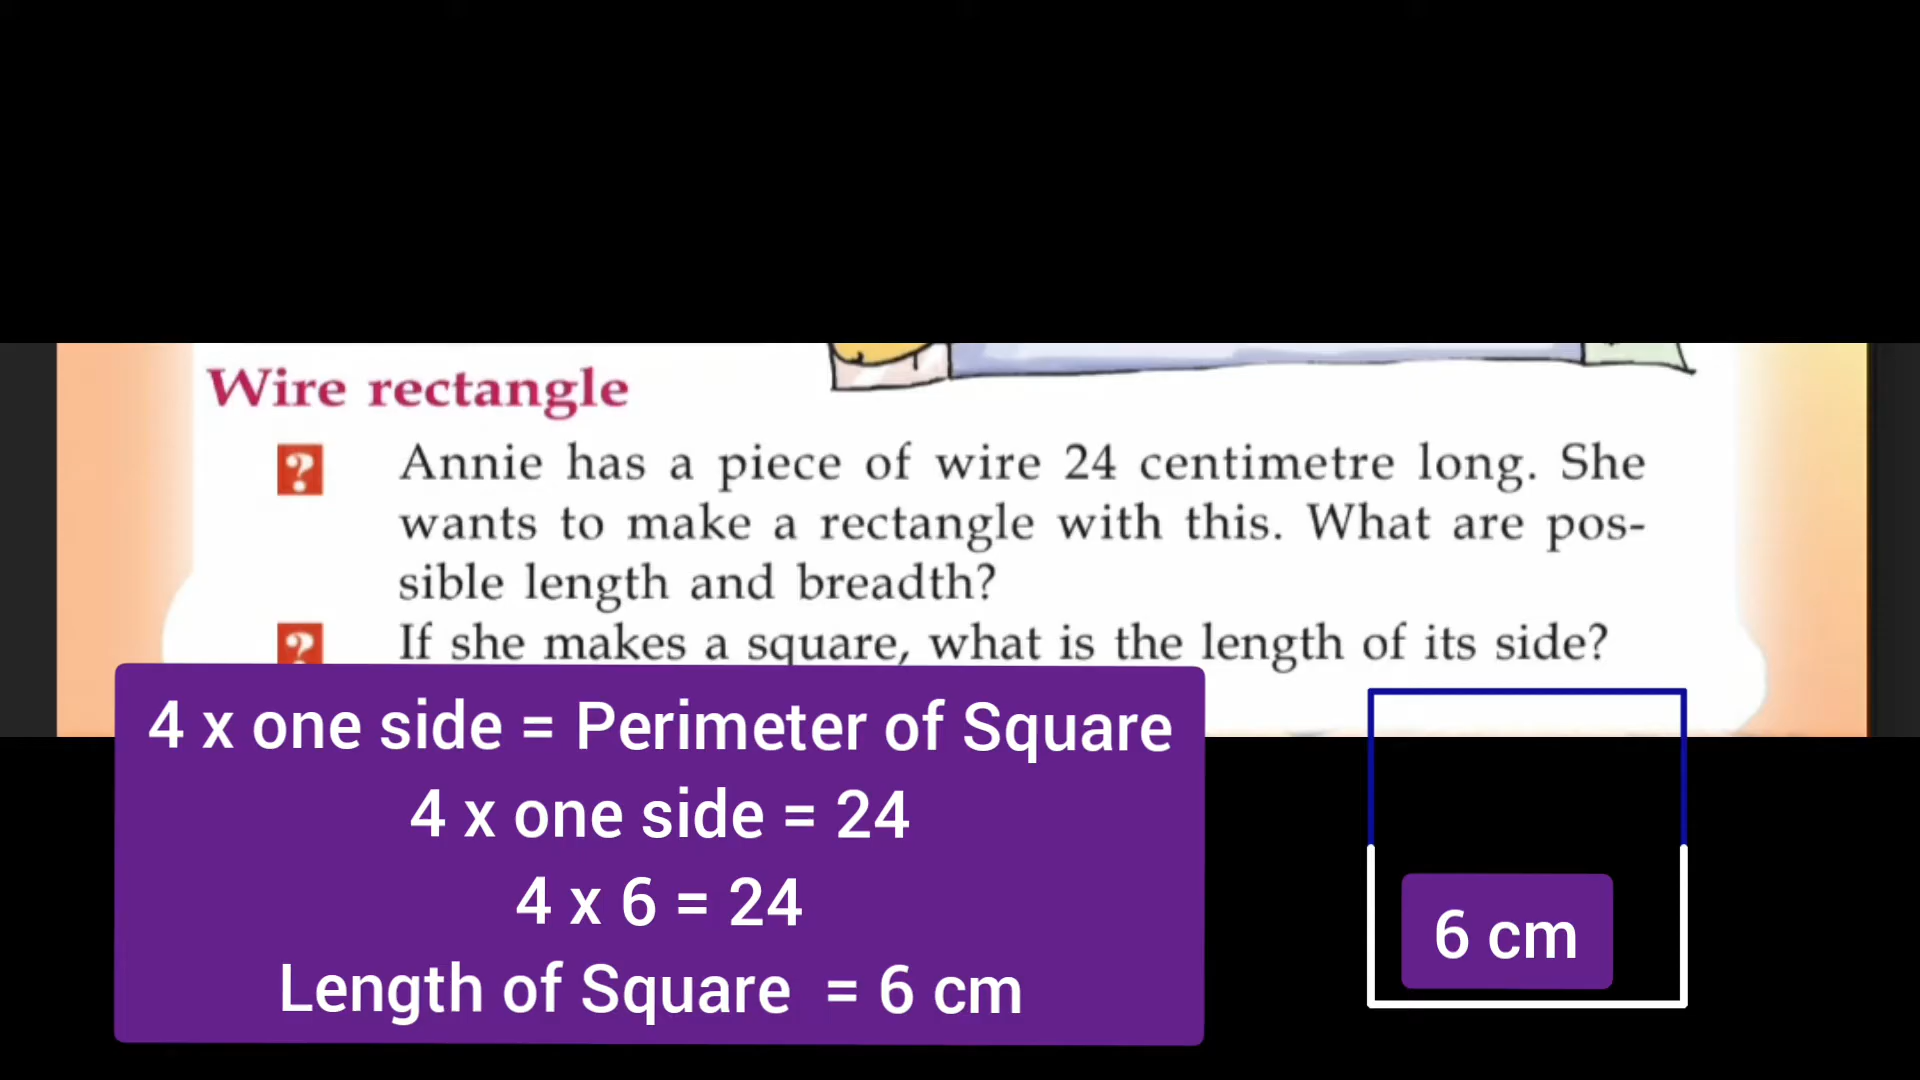 Wire rectangle
? Annie has a piece of wire 24 centimetre long. She
wants to make a rectangle with this. What are pos-
sible length and breadth?
? If she makes a square, what is the length of its side?
4 x one side = Perimeter of Square
4 x one side = 24
4 x 6 = 24
Length of Square = 6 cm
6 cm